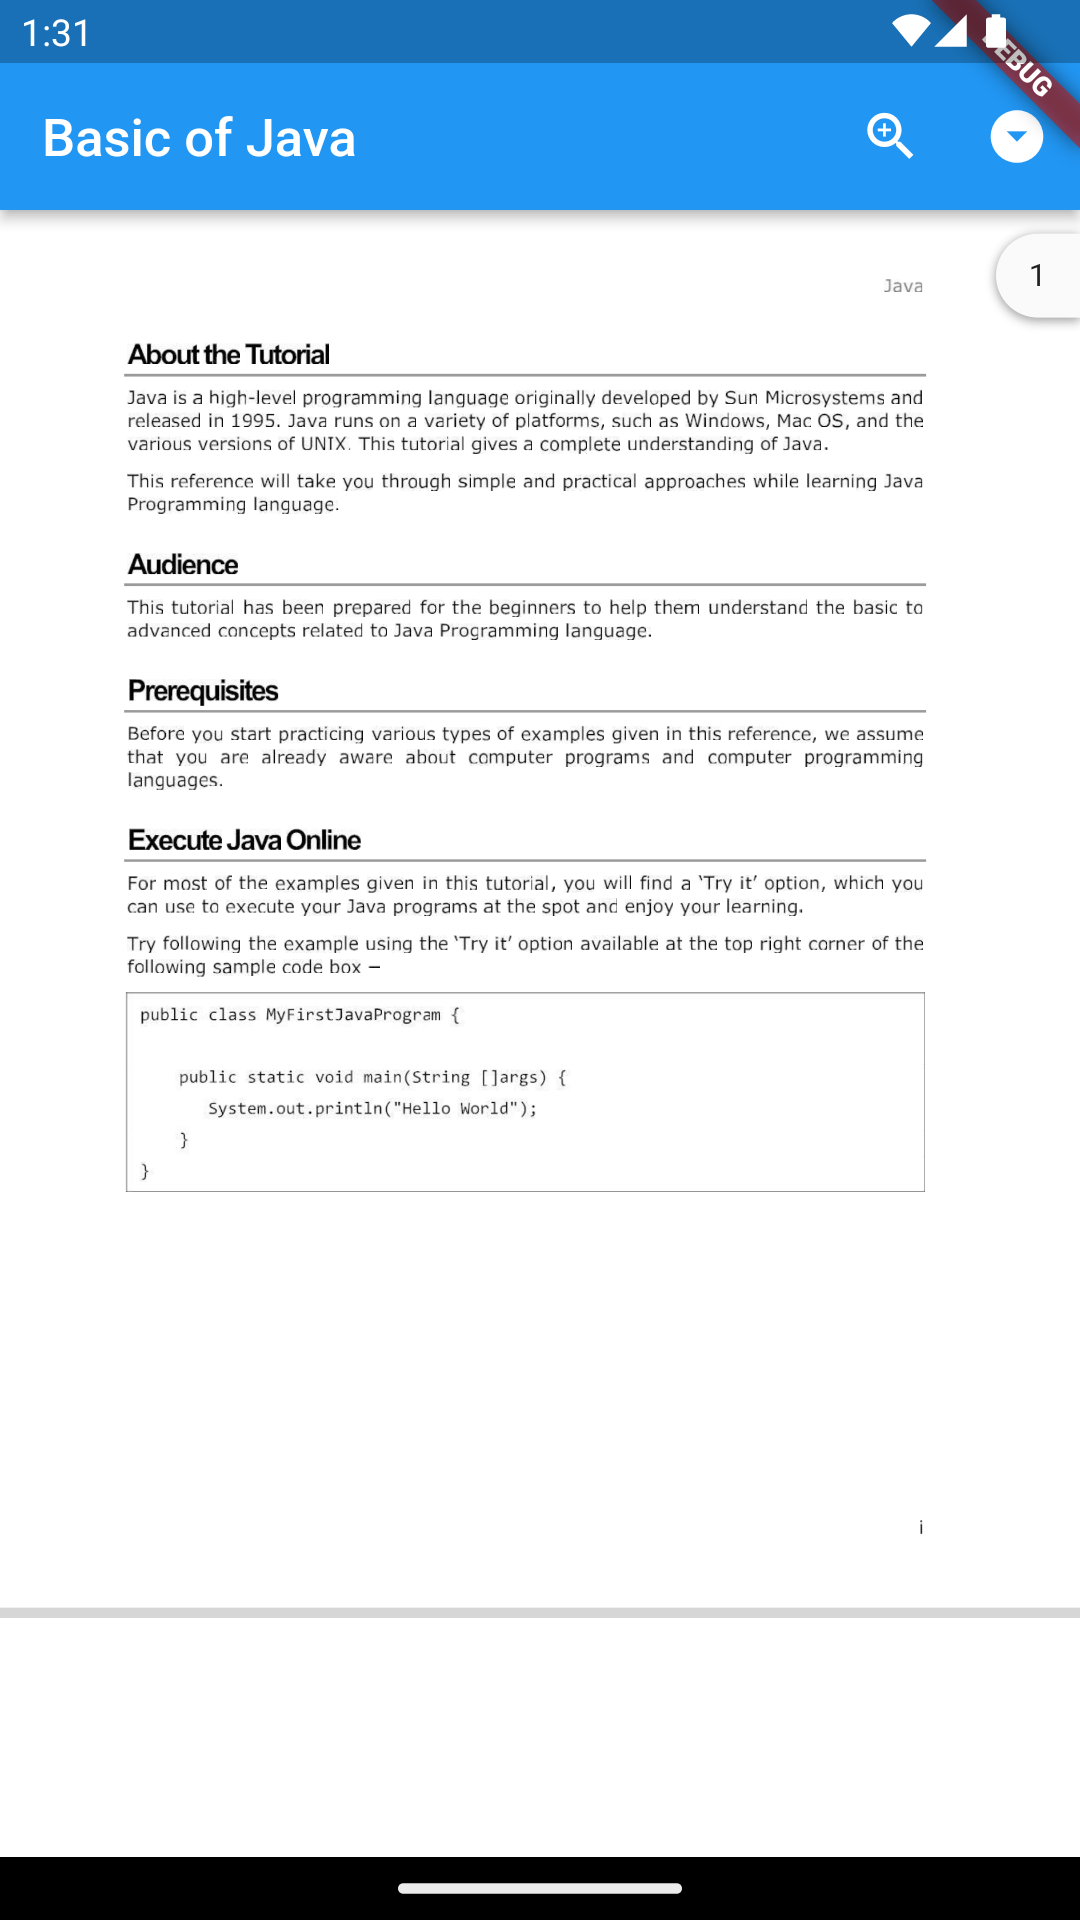 1:31
DEBUG
Basic of Java
1
Java
About the Tutorial
Java is a high-level programming language originally developed by Sun Microsystems and
released in 1995. Java runs on a variety of platforms, such as Windows, Mac OS, and the
various versions of UNIX. This tutorial gives a complete understanding of Java.
This reference will take you through simple and practical approaches while learning Java
Programming language.
Audience
This tutorial has been prepared for the beginners to help them understand the basic to
advanced concepts related to Java Programming language.
Prerequisites
Before you start practicing various types of examples given in this reference, we assume
that you are already aware about computer programs and computer programming
languages.
Execute Java Online
For most of the examples given in this tutorial, you will find a ‘Try it’ option, which you
can use to execute your Java programs at the spot and enjoy your learning.
Try following the example using the ‘Try it’ option available at the top right corner of the
following sample code box –
public class MyFirstJavaProgram {
public static void main(String []args) {
System.out.println("Hello World");
}
}
i